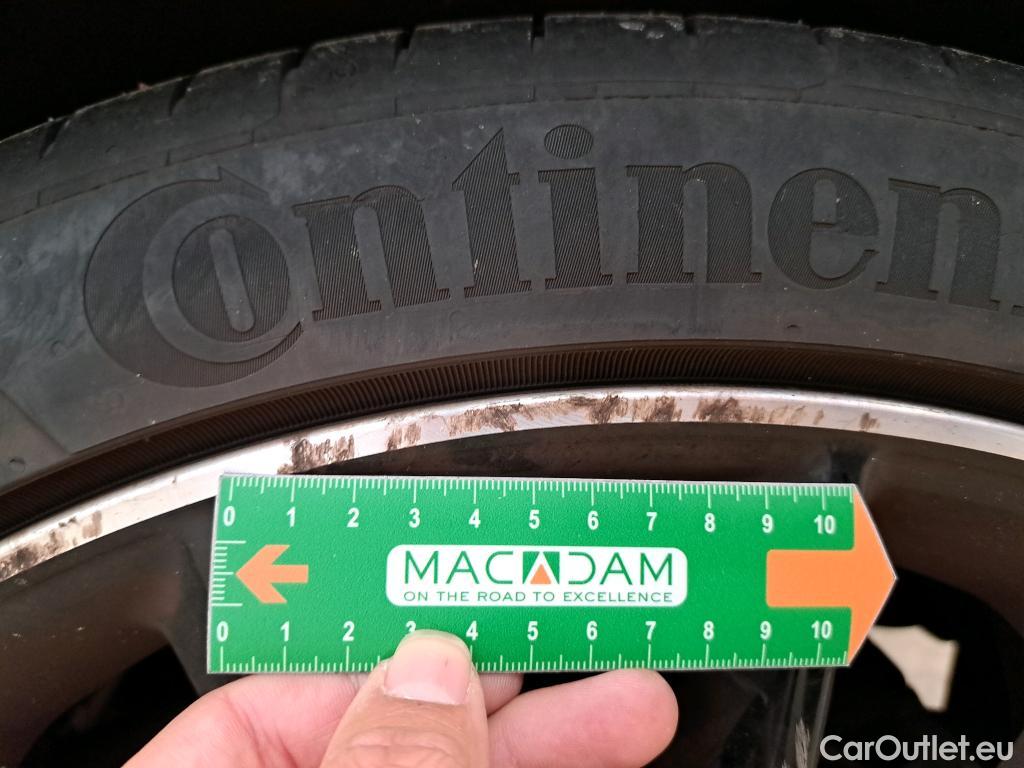 Continen
0 1 2 3 4 5 6 7 8 9 10
MACADAM
ON THE ROAD TO EXCELLENCE
0 1 2 3 4 5 6 7 8 9 10
CarOutlet.eu